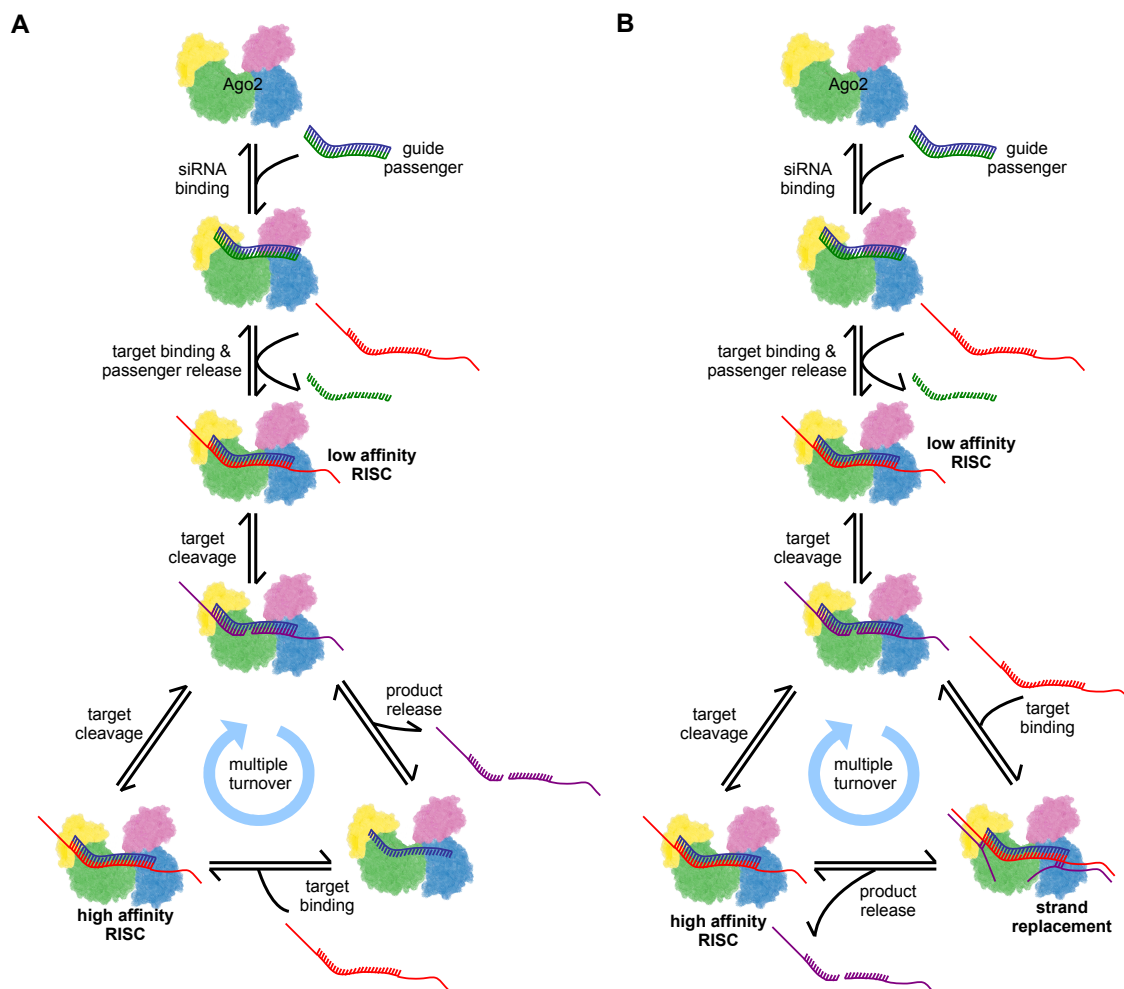 A
Ago2
guide
passenger
siRNA
binding
target binding &
passenger release
low affinity
RISC
target
cleavage
product
release
target
cleavage
multiple
turnover
target
binding
high affinity
RISC
B
Ago2
guide
passenger
siRNA
binding
target binding &
passenger release
low affinity
RISC
target
cleavage
target
binding
target
cleavage
multiple
turnover
product
release
high affinity
RISC
strand
replacement